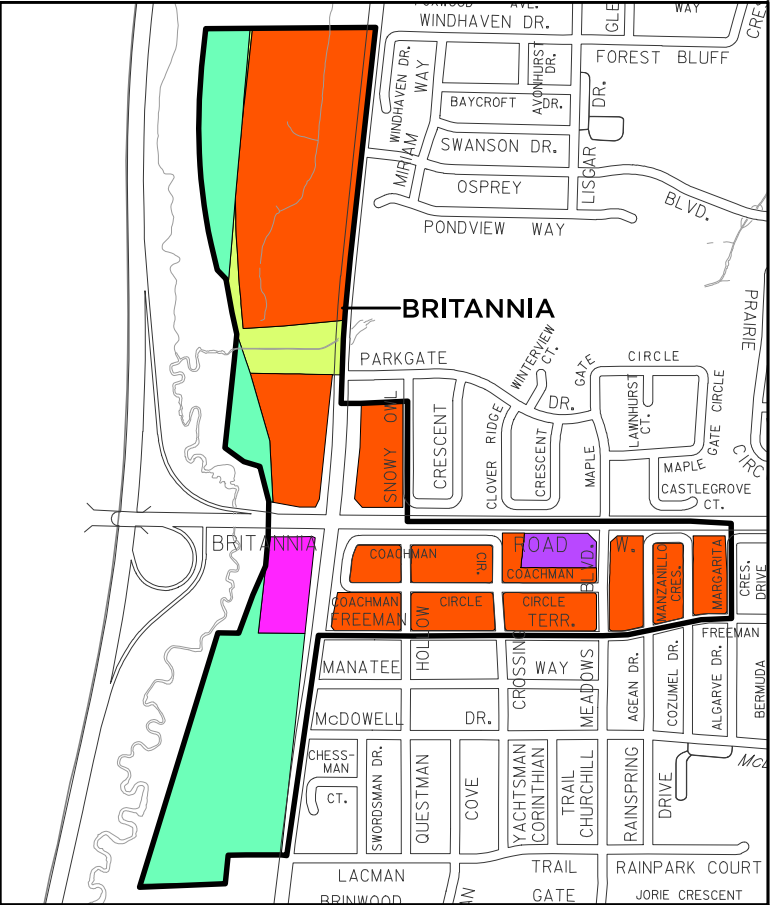 WAY
WINDHAVEN DR.
FOREST BLUFF
WINDHAVEN DR.
MIRIAM WAY
AVONHURST DR.
BAYCROFT DR.
SWANSON DR.
LISGAR DR.
OSPREY
BLVD.
PONDVIEW WAY
PRAIRIE
BRITANNIA
PARKGATE
DR.
WINTERVIEW CT.
GATE
CIRCLE
SNOWY OWL
CRESCENT
CLOVER RIDGE
CRESCENT
MAPLE
LAWNHURST CT.
GATE CIRCLE
MAPLE
CIRC
CASTLEGROVE
CT.
BRITANNIA ROAD W.
COACHMAN CIR.
COACHMAN
BLVD.
MANZANILLO
CRES.
MARGARITA
CRES.
DRIVE
COACHMAN CIRCLE CIRCLE
FREEMAN TERR.
FREEMAN
HOLLOW
CROSSING
MEADOWS
MANATEE WAY
AGEAN DR.
COZUMEL DR.
ALGARVE DR.
BERMUDA
McDOWELL DR.
CHESS-
MAN
CT.
SWORDSMAN DR.
QUESTMAN
COVE
YACHTSMAN
CORINTHIAN
TRAIL
CHURCHILL
RAINSPRING
DRIVE
LACMAN
TRAIL
RAINPARK COURT
BRINWOOD
GATE
JORIE CRESCENT